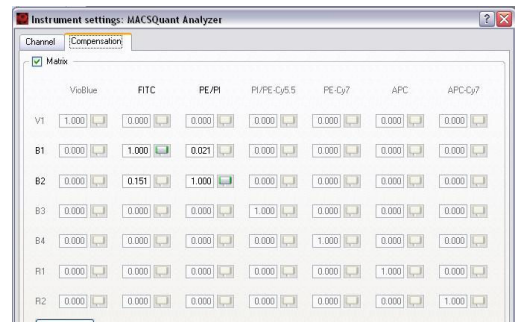 Instrument settings: MACSQuant Analyzer
Channel Compensation
Matrix
VioBlue FITC PE/PI PI/PE-Cy5.5 PE-Cy7 APC APC-Cy7
V1 1.000 0.000 0.000 0.000 0.000 0.000 0.000
B1 0.000 1.000 0.021 0.000 0.000 0.000 0.000
B2 0.000 0.151 1.000 0.000 0.000 0.000 0.000
B3 0.000 0.000 0.000 1.000 0.000 0.000 0.000
B4 0.000 0.000 0.000 0.000 1.000 0.000 0.000
R1 0.000 0.000 0.000 0.000 0.000 1.000 0.000
R2 0.000 0.000 0.000 0.000 0.000 0.000 1.000